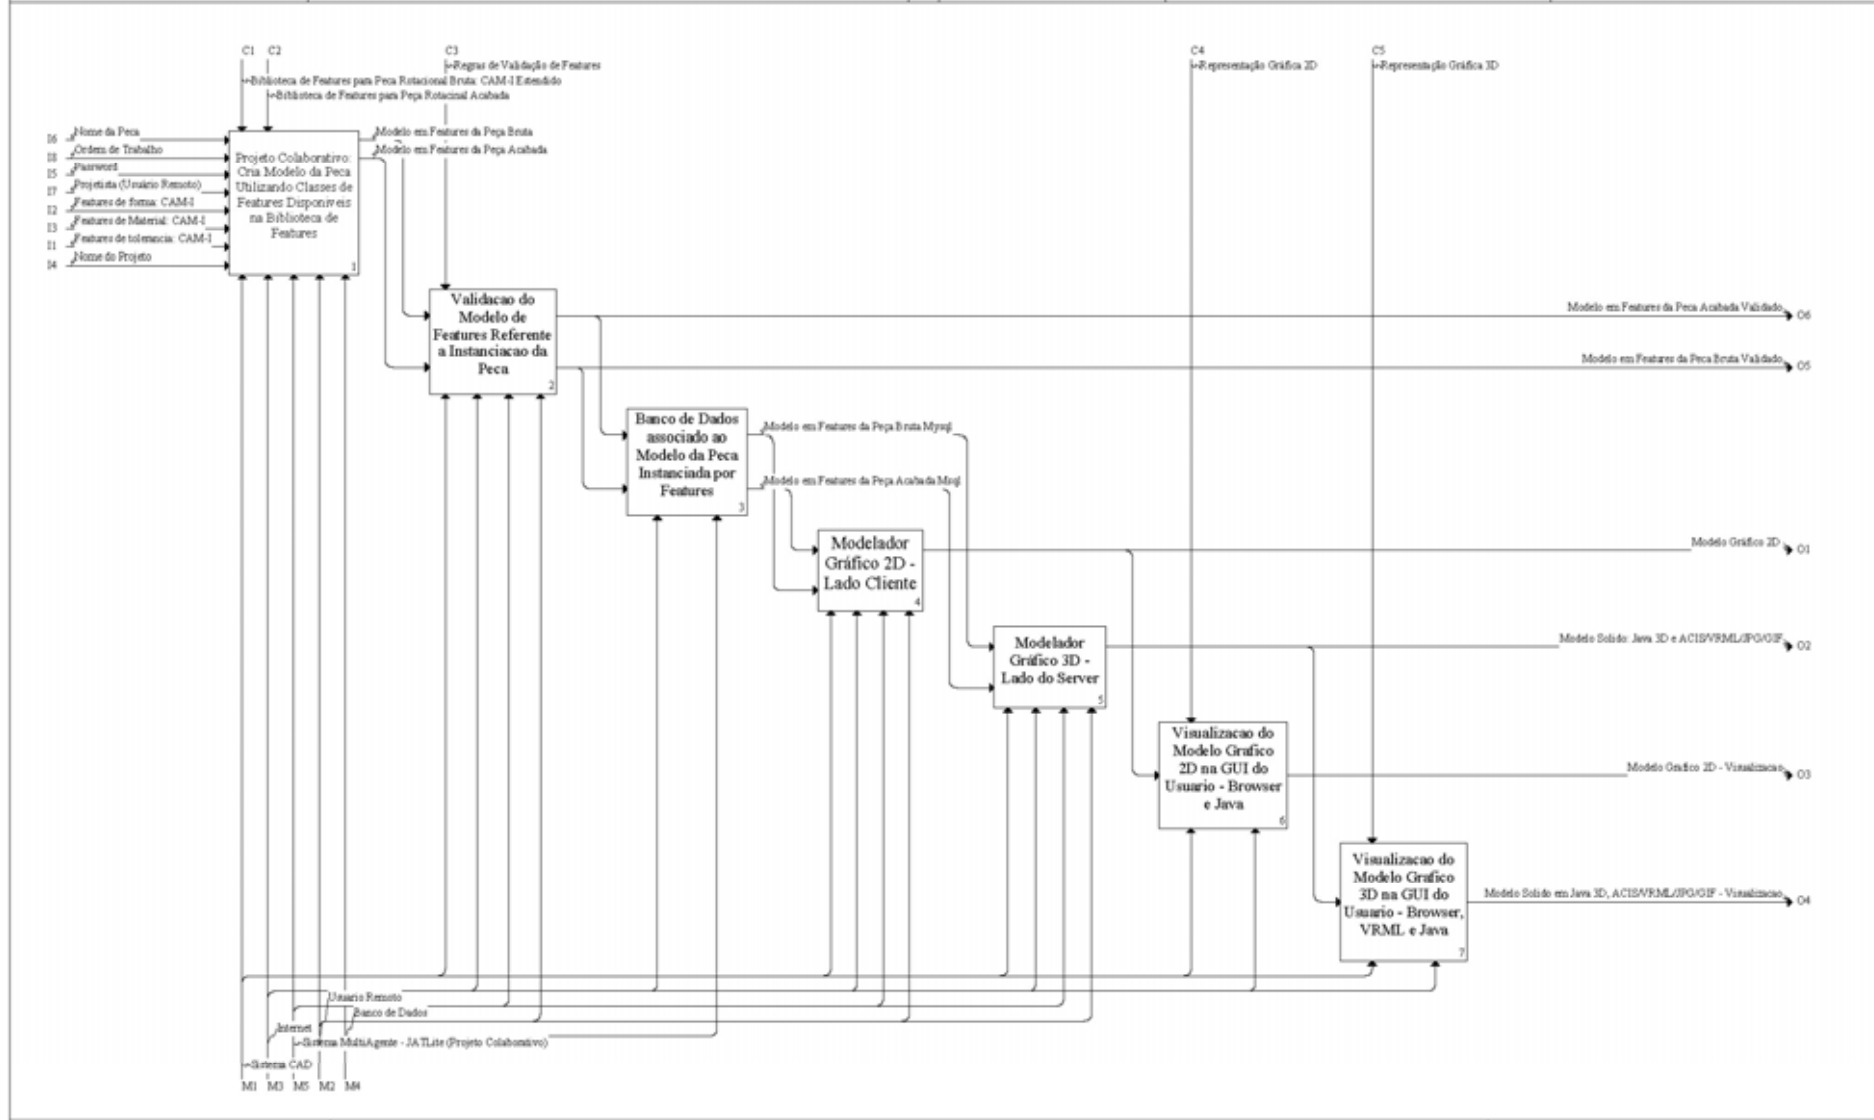 C1 C2 C3 C4 C5
Regras de Validação de Features
Representação Gráfica 2D
Representação Gráfica 3D
Biblioteca de Features para Peca Rotacional Bruta: CAM-I Estendido
Biblioteca de Features para Peça Rotacinal Acabada
I6 Nome da Peca
I8 Ordem de Trabalho
I5 Password
I7 Projetista (Usuário Remoto)
I2 Features de forma: CAM-I
I3 Features de Material: CAM-I
I1 Features de tolerancia: CAM-I
I4 Nome do Projeto
Projeto Colaborativo:
Cria Modelo da Peca
Utilizando Classes de
Features Disponiveis
na Biblioteca de
Features
1
Modelo em Features da Peça Bruta
Modelo em Features da Peça Acabada
Validacao do
Modelo de
Features Referente
a Instanciacao da
Peca
2
Modelo em Features da Peca Acabada Validado O6
Modelo em Features da Peca Bruta Validado O5
Banco de Dados
associado ao
Modelo da Peca
Instanciada por
Features
3
Modelo em Features da Peça Bruta Mysql
Modelo em Features da Peça Acabada Msql
Modelador
Gráfico 2D -
Lado Cliente
4
Modelo Gráfico 2D O1
Modelador
Gráfico 3D -
Lado do Server
5
Modelo Solido: Java 3D e ACIS/VRML/JPG/GIF O2
Visualizacao do
Modelo Grafico
2D na GUI do
Usuario - Browser
e Java
6
Modelo Grafico 2D - Visualizacao O3
Visualizacao do
Modelo Grafico
3D na GUI do
Usuario - Browser,
VRML e Java
7
Modelo Solido em Java 3D, ACIS/VRML/JPG/GIF - Visualizacao O4
Usuario Remoto
Banco de Dados
Internet
Sistema MultiAgente - JATLite (Projeto Colaborativo)
Sistema CAD
M1 M3 M5 M2 M4